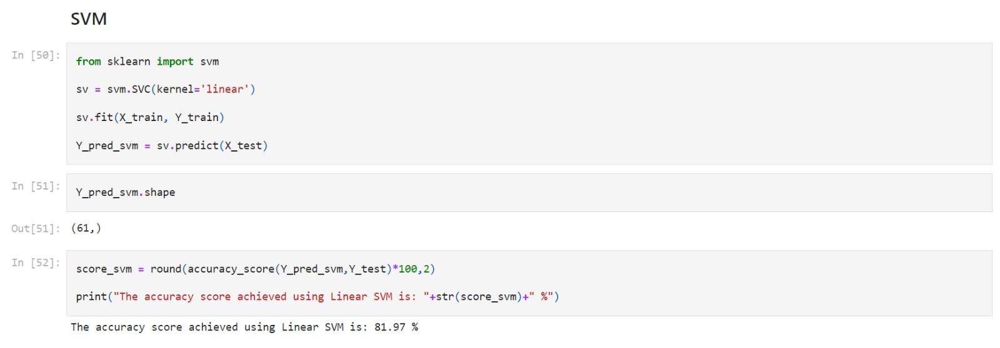 SVM
In [50]:
from sklearn import svm
sv = svm.SVC(kernel='linear')
sv.fit(X_train, Y_train)
Y_pred_svm = sv.predict(X_test)
In [51]:
Y_pred_svm.shape
Out[51]: (61,)
In [52]:
score_svm = round(accuracy_score(Y_pred_svm,Y_test)*100,2)
print("The accuracy score achieved using Linear SVM is: "+str(score_svm)+" %")
The accuracy score achieved using Linear SVM is: 81.97 %